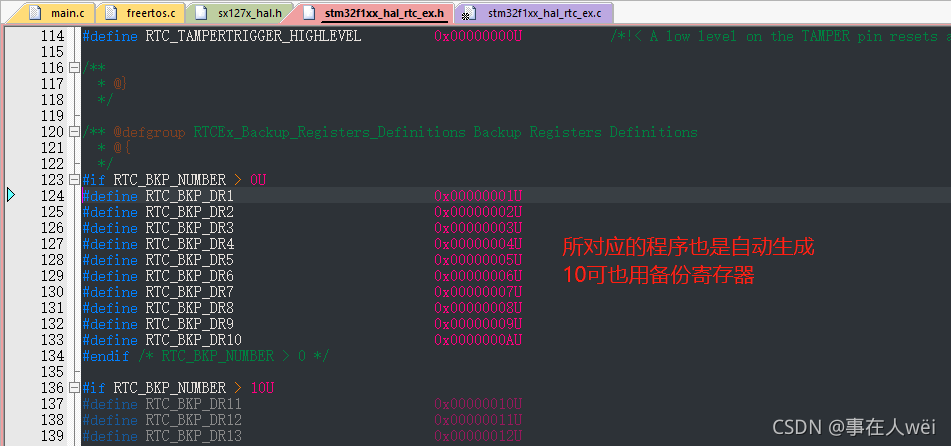 main.c freertos.c sx127x_hal.h stm32f1xx_hal_rtc_ex.h stm32f1xx_hal_rtc_ex.c
114 #define RTC_TAMPERTRIGGER_HIGHLEVEL 0x00000000U /*!< A low level on the TAMPER pin resets a
115
116 /**
117 * @}
118 */
119
120 /** @defgroup RTCEx_Backup_Registers_Definitions Backup Registers Definitions
121 * @{
122 */
123 #if RTC_BKP_NUMBER > 0U
124 #define RTC_BKP_DR1 0x00000001U
125 #define RTC_BKP_DR2 0x00000002U
126 #define RTC_BKP_DR3 0x00000003U
127 #define RTC_BKP_DR4 0x00000004U
128 #define RTC_BKP_DR5 0x00000005U
129 #define RTC_BKP_DR6 0x00000006U
130 #define RTC_BKP_DR7 0x00000007U
131 #define RTC_BKP_DR8 0x00000008U
132 #define RTC_BKP_DR9 0x00000009U
133 #define RTC_BKP_DR10 0x0000000AU
134 #endif /* RTC_BKP_NUMBER > 0 */
135
136 #if RTC_BKP_NUMBER > 10U
137 #define RTC_BKP_DR11 0x00000010U
138 #define RTC_BKP_DR12 0x00000011U
139 #define RTC_BKP_DR13 0x00000012U
所对应的程序也是自动生成
10可也用备份寄存器
CSDN @事在人wëi